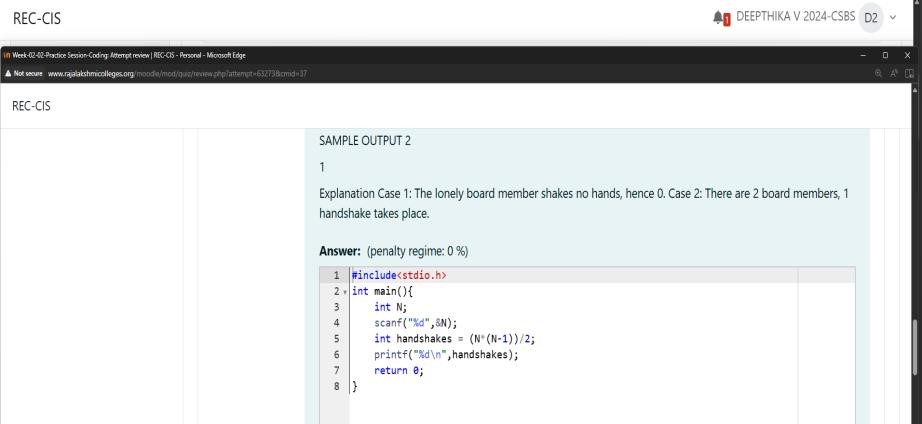 REC-CIS
1 DEEPTHIKA V 2024-CSBS D2
in Week-02-02-Practice Session-Coding: Attempt review | REC-CIS - Personal - Microsoft Edge
Not secure www.rajalakshmicolleges.org/moodle/mod/quiz/review.php?attempt=63273&cmid=37
REC-CIS
SAMPLE OUTPUT 2
1
Explanation Case 1: The lonely board member shakes no hands, hence 0. Case 2: There are 2 board members, 1
handshake takes place.
Answer: (penalty regime: 0 %)
1 #include<stdio.h>
2 int main(){
3 int N;
4 scanf("%d",&N);
5 int handshakes = (N*(N-1))/2;
6 printf("%d\n",handshakes);
7 return 0;
8 }